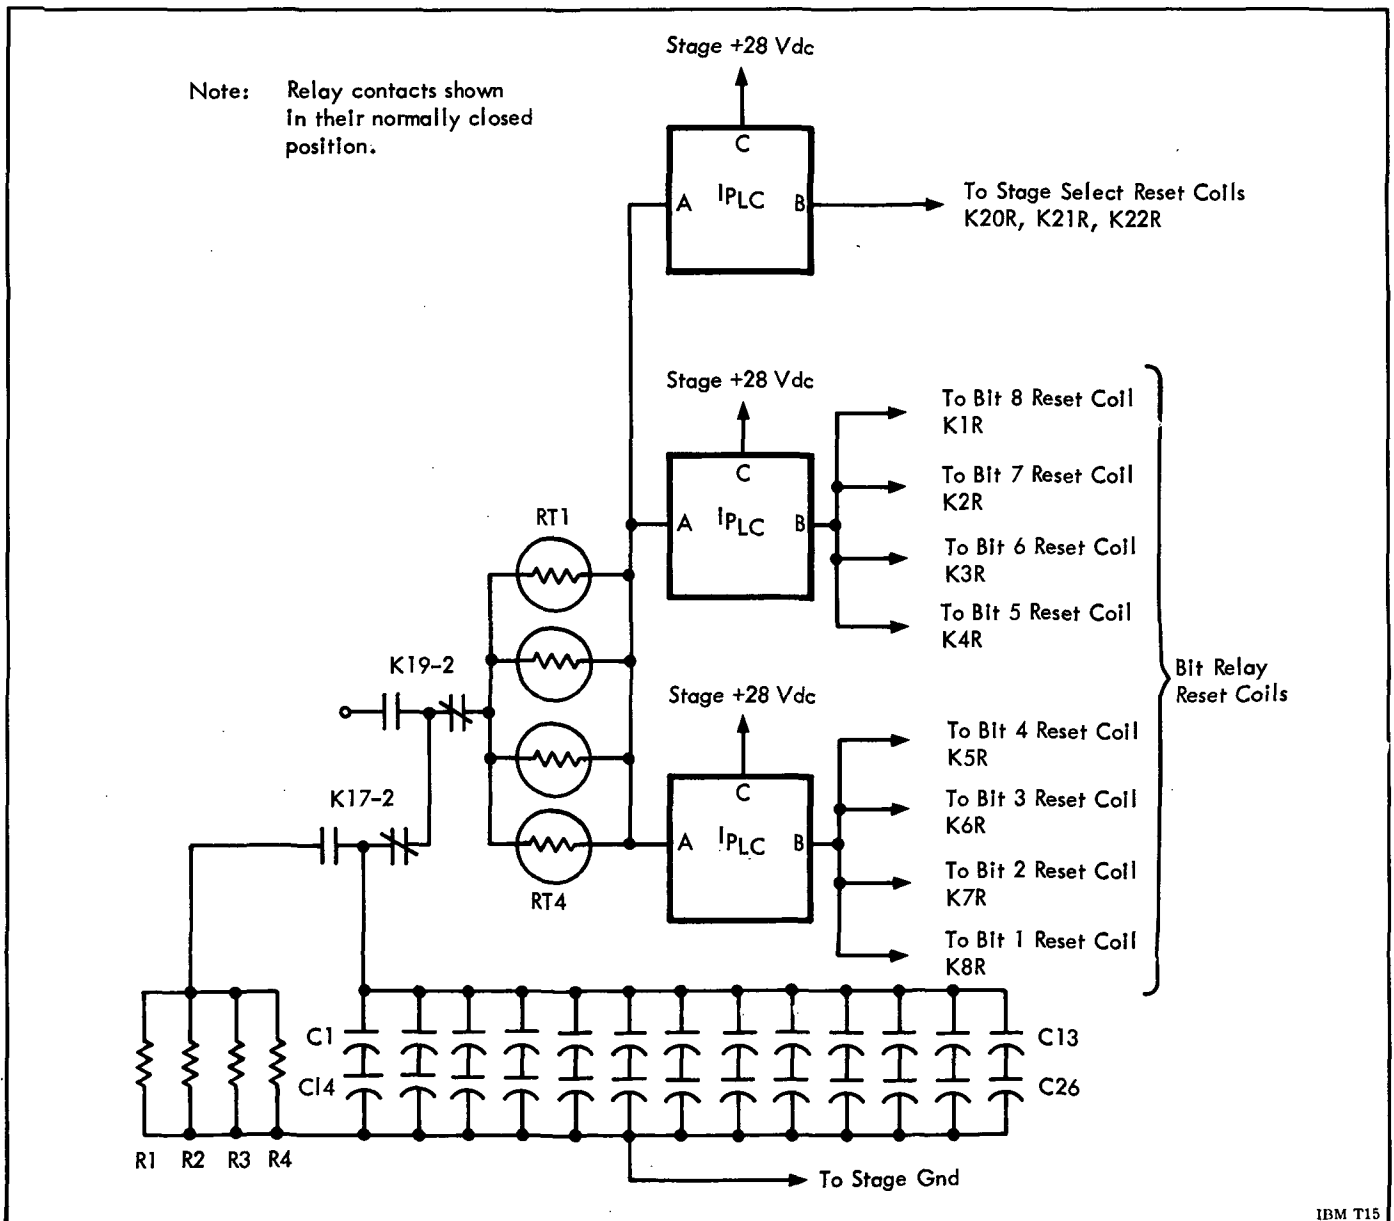 Stage +28 Vdc
Note: Relay contacts shown
in their normally closed
position.
C
A IPLC B
To Stage Select Reset Coils
K20R, K21R, K22R
Stage +28 Vdc
C
A IPLC B
To Bit 8 Reset Coil
K1R
To Bit 7 Reset Coil
K2R
To Bit 6 Reset Coil
K3R
To Bit 5 Reset Coil
K4R
RT1
K19-2
K17-2
RT4
Stage +28 Vdc
C
A IPLC B
To Bit 4 Reset Coil
K5R
To Bit 3 Reset Coil
K6R
To Bit 2 Reset Coil
K7R
To Bit 1 Reset Coil
K8R
Bit Relay
Reset Coils
C1
C14
C13
C26
R1 R2 R3 R4
To Stage Gnd
IBM T15